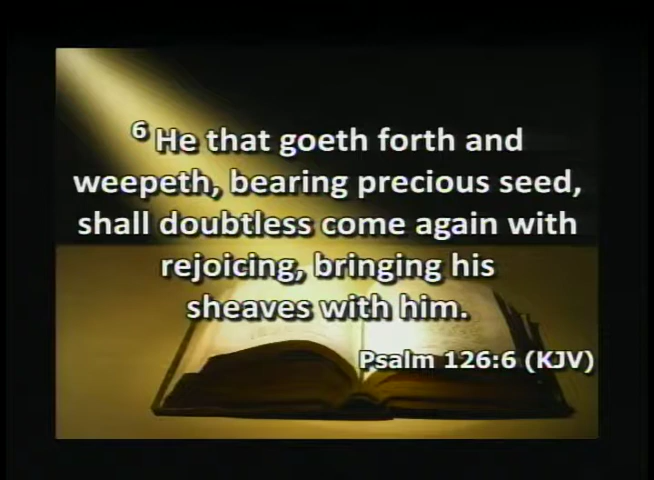 6 He that goeth forth and
weepeth, bearing precious seed,
shall doubtless come again with
rejoicing, bringing his
sheaves with him.
Psalm 126:6 (KJV)